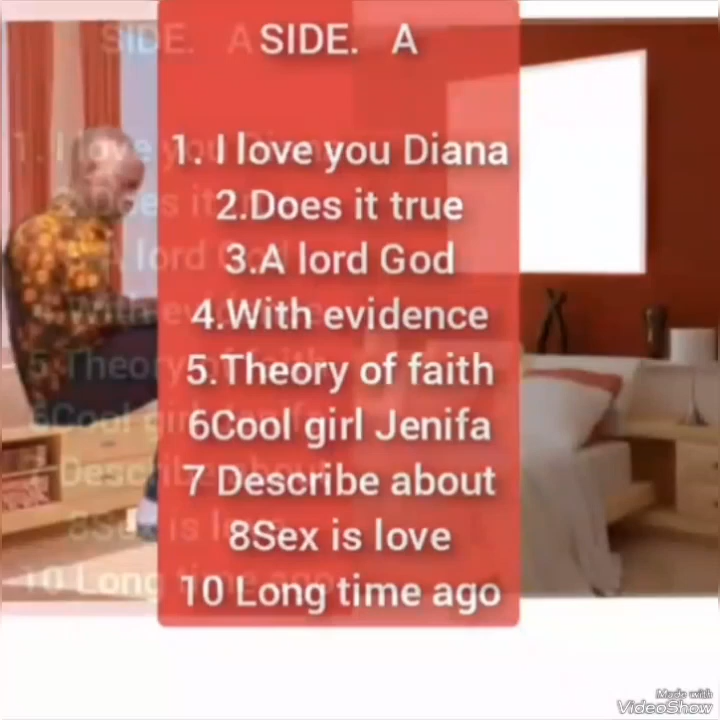 SIDE. A
1. I love you Diana
2.Does it true
3.A lord God
4.With evidence
5.Theory of faith
6Cool girl Jenifa
7 Describe about
8Sex is love
10 Long time ago
Made with
VideoShow